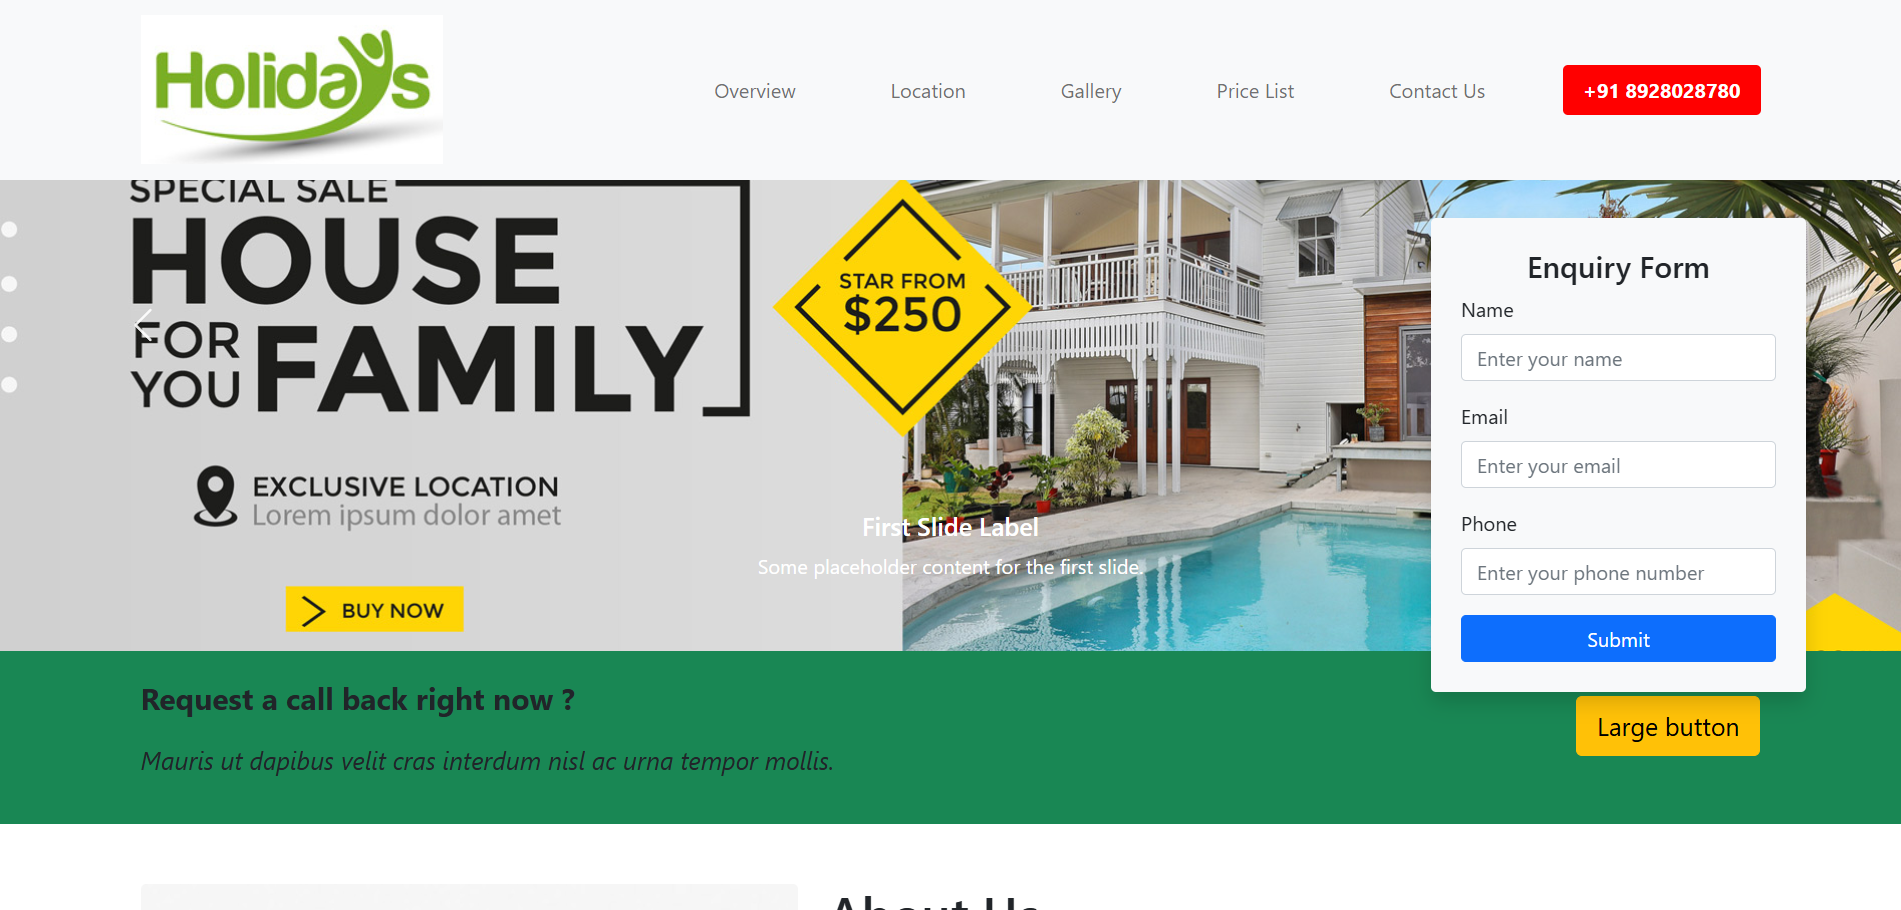 Holidays
Overview
Location
Gallery
Price List
Contact Us
+91 8928028780
SPECIAL SALE
HOUSE
FOR
YOU
FAMILY
STAR FROM
$250
EXCLUSIVE LOCATION
Lorem ipsum dolor amet
BUY NOW
First Slide Label
Some placeholder content for the first slide.
Enquiry Form
Name
Enter your name
Email
Enter your email
Phone
Enter your phone number
Submit
Request a call back right now ?
Mauris ut dapibus velit cras interdum nisl ac urna tempor mollis.
Large button
About Us